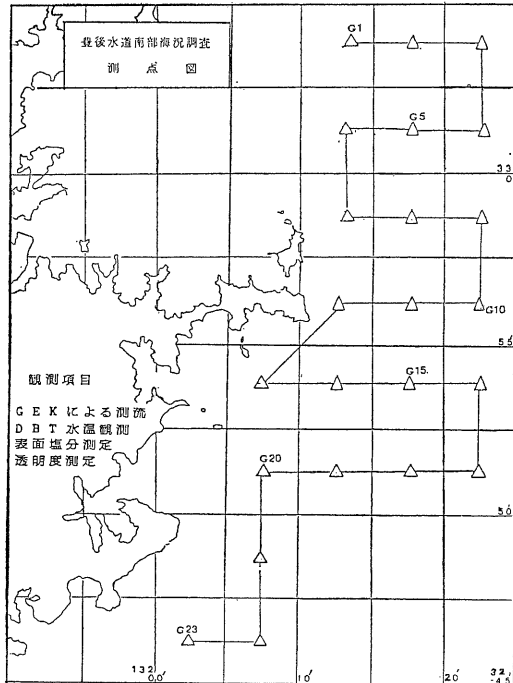 豊後水道南部海況調査
測 点 図
G1
G5
33
0
G10
55
観測項目
G15.
GEKによる測流
DBT水温観測
表面塩分測定
透明度測定
G20
50
G23
132
00'
10'
20'
32
45